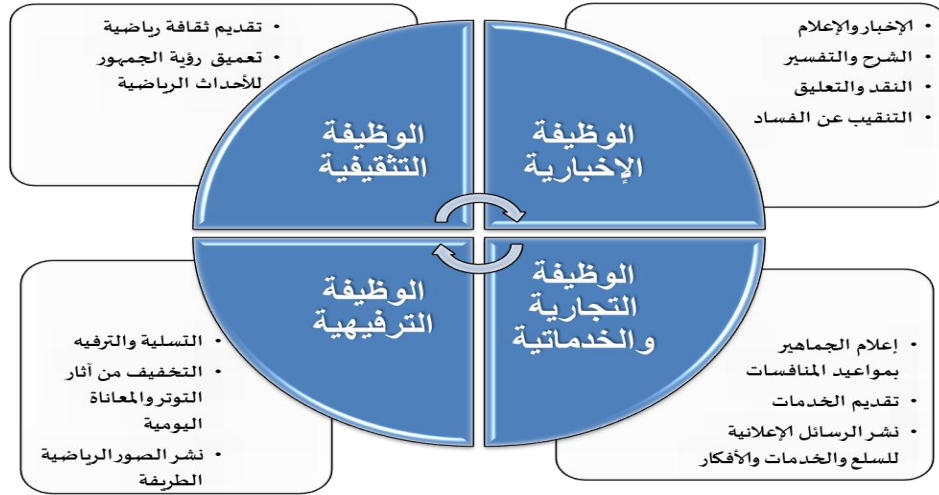 • الإخبار والإعلام
• الشرح والتفسير
• النقد والتعليق
• التنقيب عن الفساد
الوظيفة
الإخبارية
• تقديم ثقافة رياضية
• تعميق رؤية الجمهور
للأحداث الرياضية
الوظيفة
التثقيفية
الوظيفة
التجارية
والخدماتية
• إعلام الجماهير
بمواعيد المنافسات
• تقديم الخدمات
• نشر الرسائل الإعلانية
للسلع والخدمات والأفكار
الوظيفة
الترفيهية
• التسلية والترفيه
• التخفيف من آثار
التوتر والمعاناة
اليومية
• نشر الصور الرياضية
الطريفة